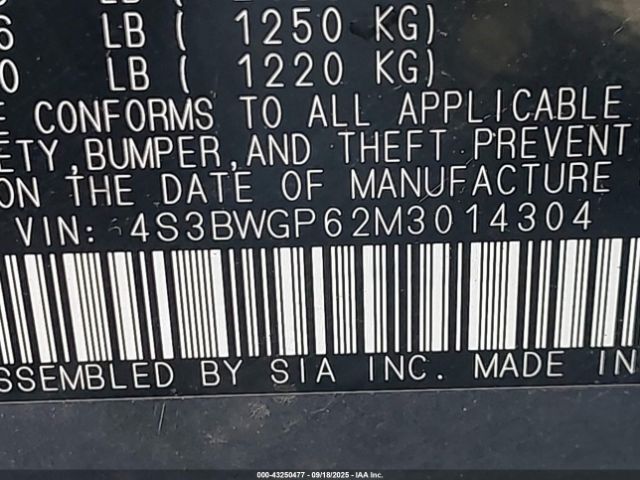 LB ( 1250 KG)
0 LB ( 1220 KG)
E CONFORMS TO ALL APPLICABLE
ETY, BUMPER, AND THEFT PREVENT
ON THE DATE OF MANUFACTURE
VIN: 4S3BWGP62M3014304
SSEMBLED BY SIA INC. MADE IN
000-43250477 - 09/18/2025 - IAA Inc.